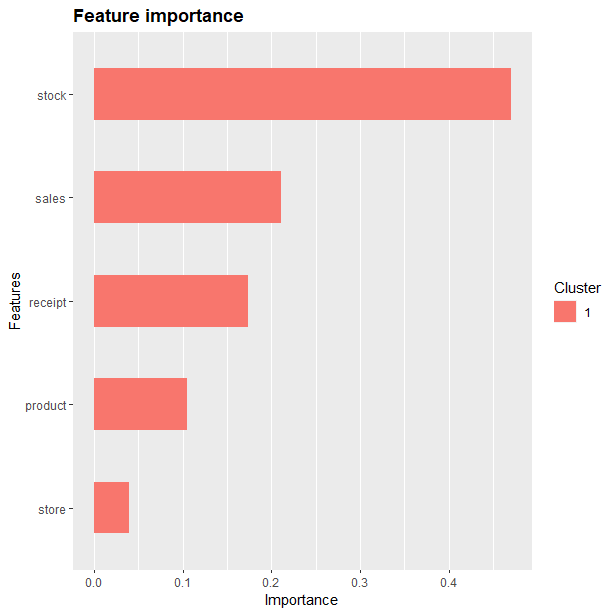 Feature importance
stock
sales
receipt
product
store
Features
0.0 0.1 0.2 0.3 0.4
Importance
Cluster
1